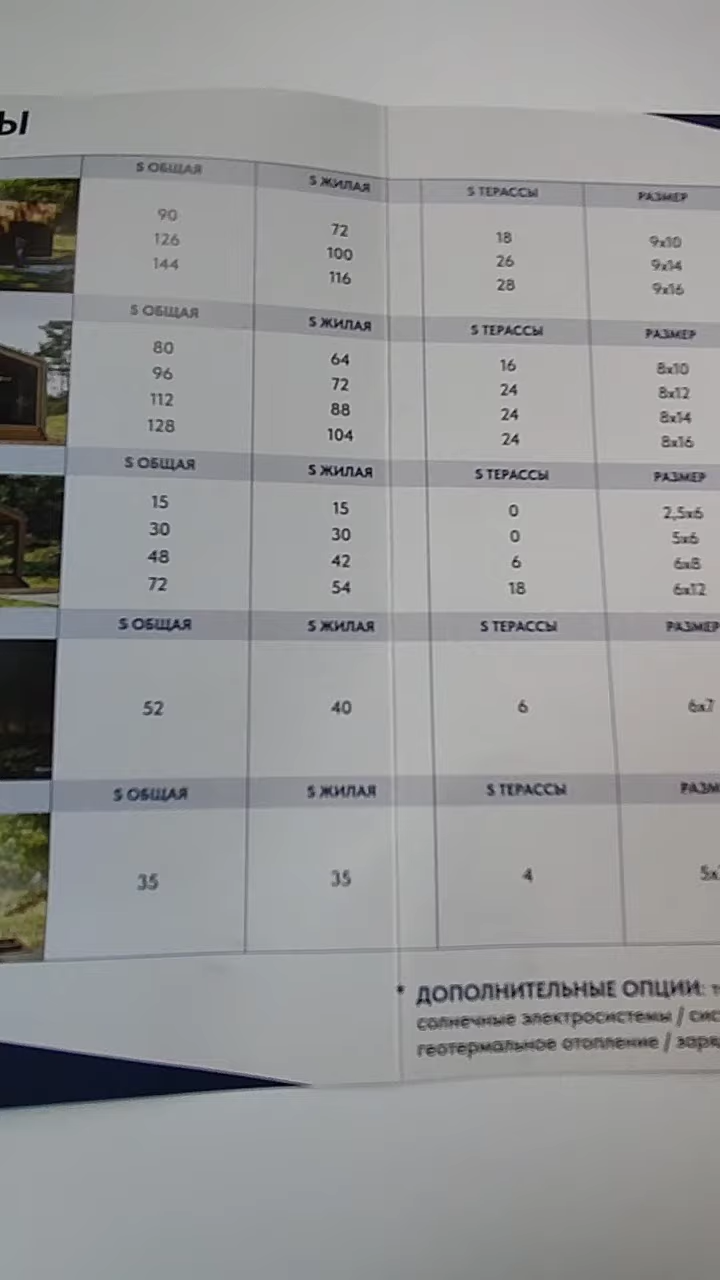 Ы
S ОБЩАЯ S ЖИЛАЯ S ТЕРАССЫ РАЗМЕР
90 72 18 9x10
126 100 26 9x14
144 116 28 9x16
S ОБЩАЯ S ЖИЛАЯ S ТЕРАССЫ РАЗМЕР
80 64 16 8x10
96 72 24 8x12
112 88 24 8x14
128 104 24 8x16
S ОБЩАЯ S ЖИЛАЯ S ТЕРАССЫ РАЗМЕР
15 15 0 2,5x6
30 30 0 5x6
48 42 6 6x8
72 54 18 6x12
S ОБЩАЯ S ЖИЛАЯ S ТЕРАССЫ РАЗМЕР
52 40 6 6x7
S ОБЩАЯ S ЖИЛАЯ S ТЕРАССЫ РАЗМ
35 35 4 5x
* ДОПОЛНИТЕЛЬНЫЕ ОПЦИИ:
солнечные электросистемы / сис
геотермальное отопление / заря